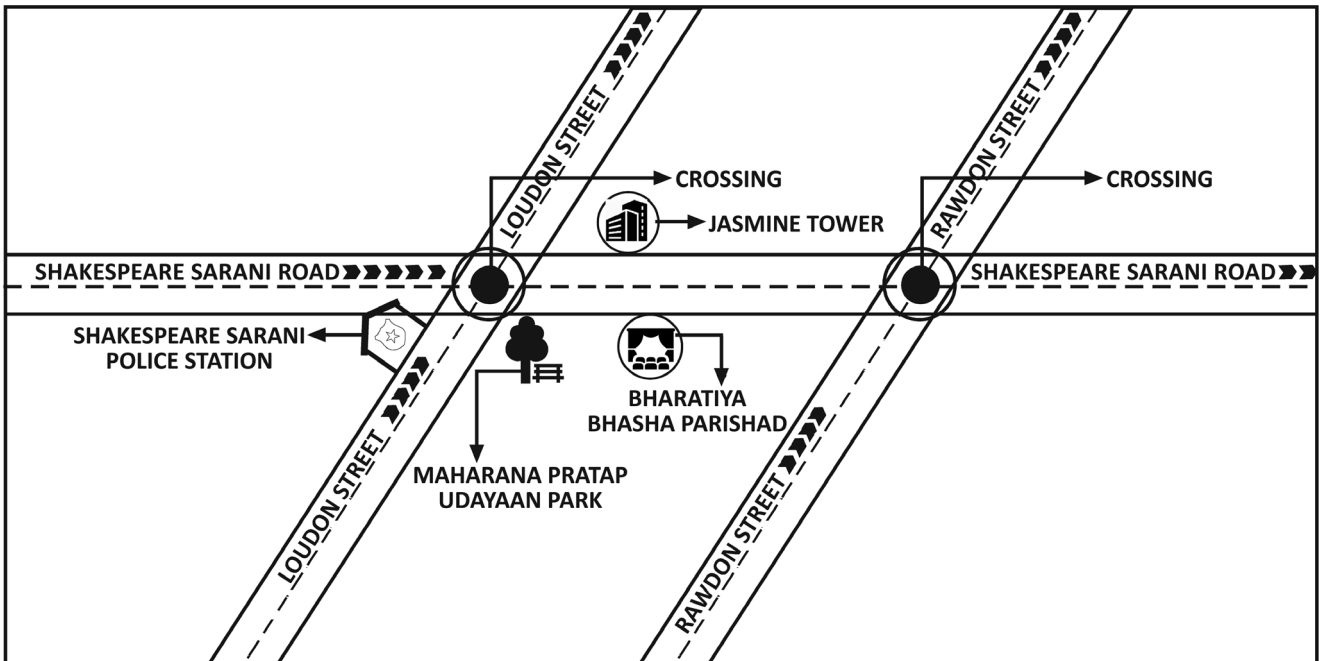 LOUDON STREET
RAWDON STREET
CROSSING
CROSSING
JASMINE TOWER
SHAKESPEARE SARANI ROAD
SHAKESPEARE SARANI ROAD
SHAKESPEARE SARANI
POLICE STATION
BHARATIYA
BHASHA PARISHAD
MAHARANA PRATAP
UDAYAAN PARK
LOUDON STREET
RAWDON STREET